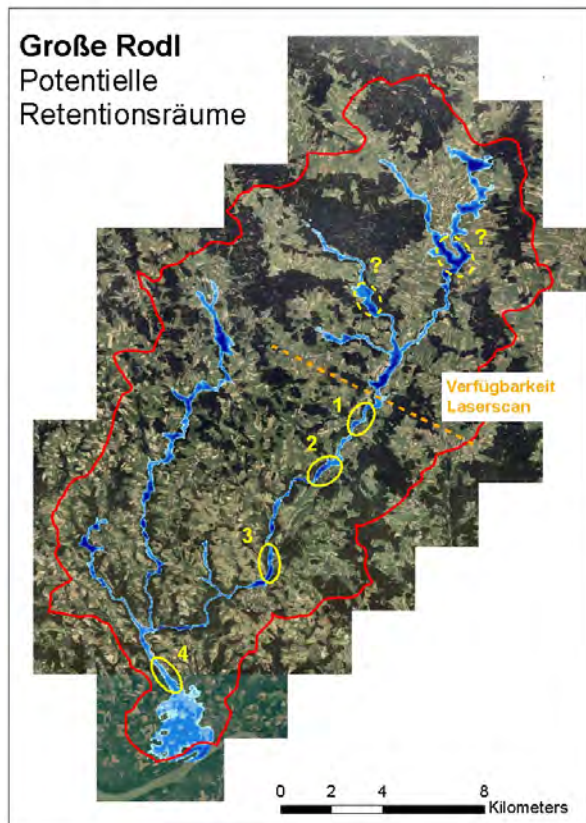 Große Rodl
Potentielle
Retentionsräume
?
?
Verfügbarkeit
Laserscan
1
2
3
4
0 2 4 8
Kilometers